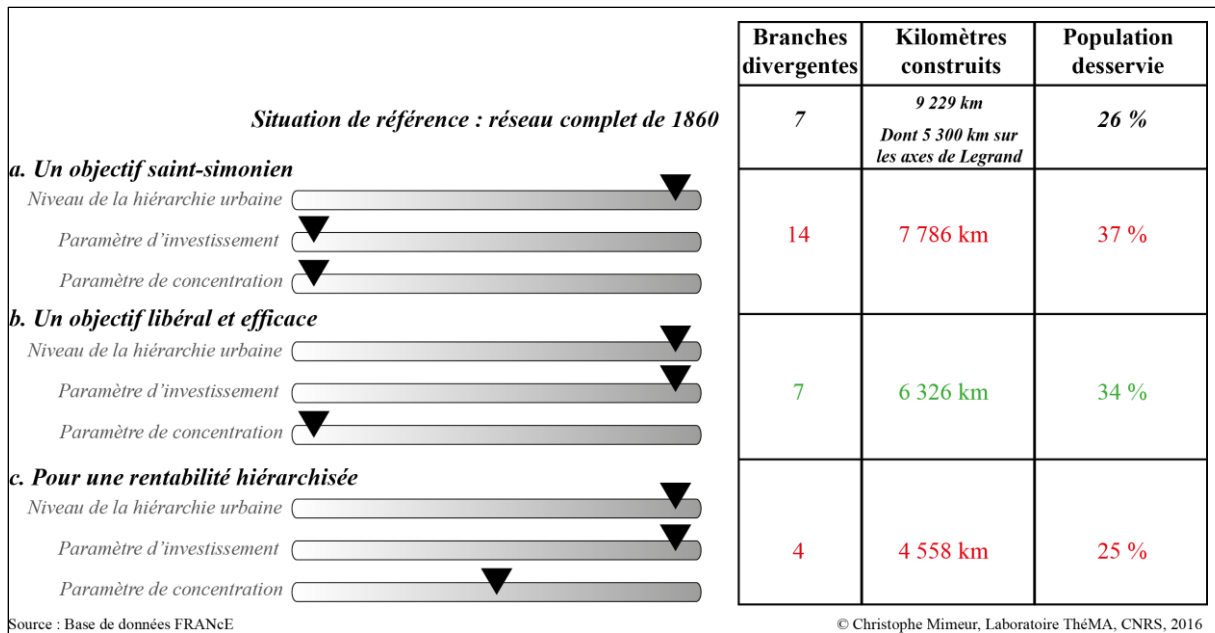 Branches divergentes
Kilomètres construits
Population desservie
Situation de référence : réseau complet de 1860
7
9 229 km
Dont 5 300 km sur
les axes de Legrand
26 %
a. Un objectif saint-simonien
Niveau de la hiérarchie urbaine
Paramètre d'investissement
Paramètre de concentration
14
7 786 km
37 %
b. Un objectif libéral et efficace
Niveau de la hiérarchie urbaine
Paramètre d'investissement
Paramètre de concentration
7
6 326 km
34 %
c. Pour une rentabilité hiérarchisée
Niveau de la hiérarchie urbaine
Paramètre d'investissement
Paramètre de concentration
4
4 558 km
25 %
Source : Base de données FRANcE
© Christophe Mimeur, Laboratoire ThéMA, CNRS, 2016